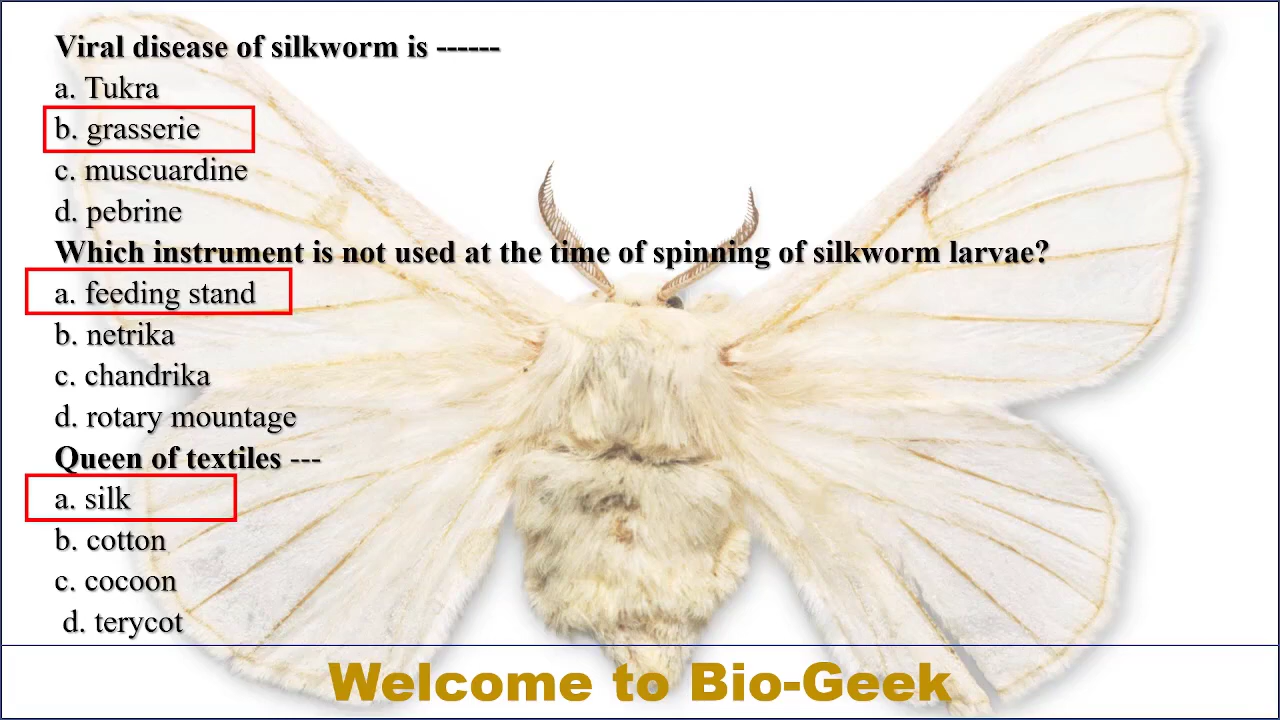 Viral disease of silkworm is ------
a. Tukra
b. grasserie
c. muscuardine
d. pebrine
Which instrument is not used at the time of spinning of silkworm larvae?
a. feeding stand
b. netrika
c. chandrika
d. rotary mountage
Queen of textiles ---
a. silk
b. cotton
c. cocoon
d. terycot
Welcome to Bio-Geek